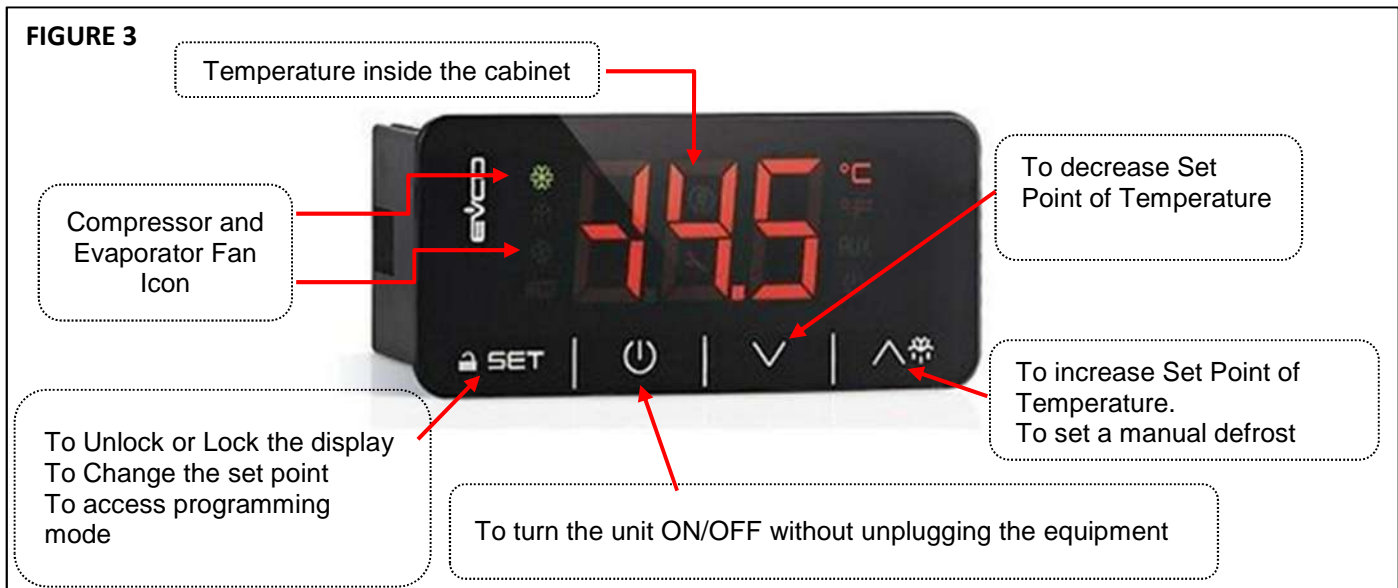 FIGURE 3
Temperature inside the cabinet
EVCO
-14.5 °C
AUX
SET
Compressor and
Evaporator Fan
Icon
To decrease Set
Point of Temperature
To increase Set Point of
Temperature.
To set a manual defrost
To Unlock or Lock the display
To Change the set point
To access programming
mode
To turn the unit ON/OFF without unplugging the equipment